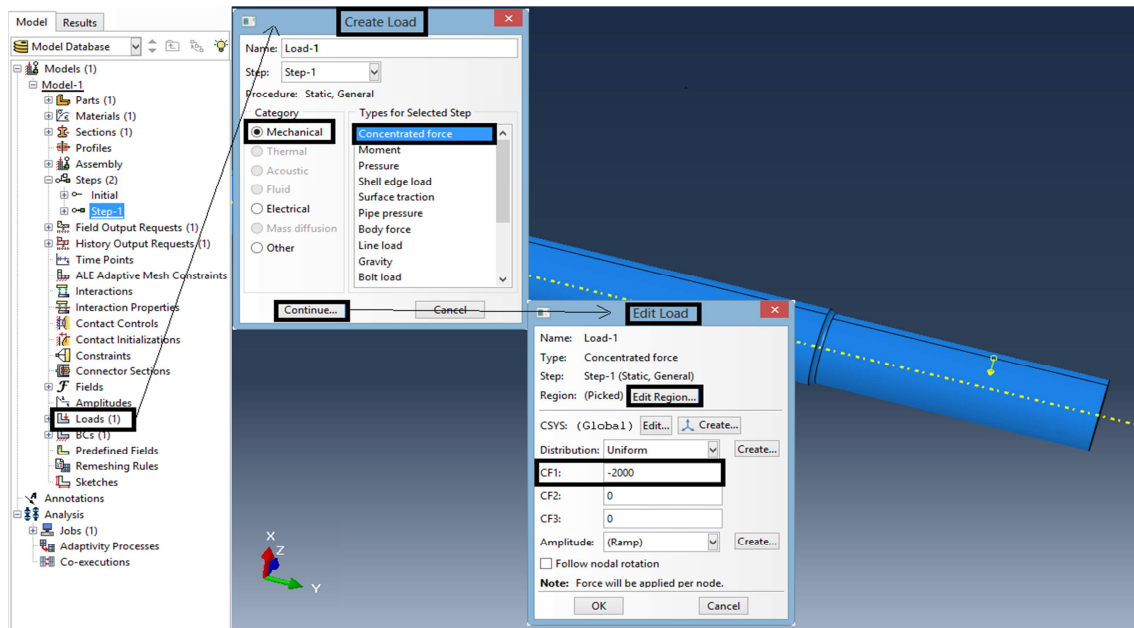 Model
Results
Model Database
Models (1)
Model-1
Parts (1)
Materials (1)
Sections (1)
Profiles
Assembly
Steps (2)
Initial
Step-1
Field Output Requests (1)
History Output Requests (1)
Time Points
ALE Adaptive Mesh Constraints
Interactions
Interaction Properties
Contact Controls
Contact Initializations
Constraints
Connector Sections
Fields
Amplitudes
Loads (1)
BCs (1)
Predefined Fields
Remeshing Rules
Sketches
Annotations
Analysis
Jobs (1)
Adaptivity Processes
Co-executions
Create Load
Name: Load-1
Step: Step-1
Procedure: Static, General
Category
Mechanical
Thermal
Acoustic
Fluid
Electrical
Mass diffusion
Other
Types for Selected Step
Concentrated force
Moment
Pressure
Shell edge load
Surface traction
Pipe pressure
Body force
Line load
Gravity
Bolt load
Continue... Cancel
Edit Load
Name: Load-1
Type: Concentrated force
Step: Step-1 (Static, General)
Region: (Picked) Edit Region...
CSYS: (Global) Edit... Create...
Distribution: Uniform Create...
CF1: -2000
CF2: 0
CF3: 0
Amplitude: (Ramp) Create...
Follow nodal rotation
Note: Force will be applied per node.
OK Cancel
X
Z
Y